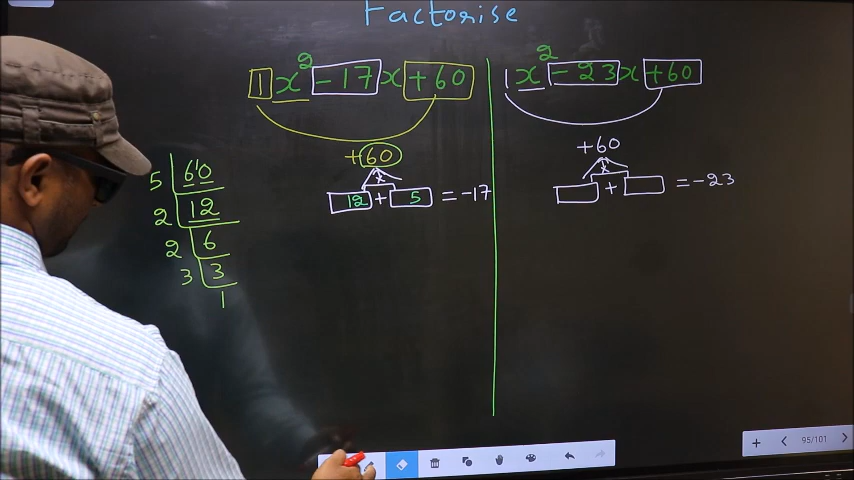 Factorise
1x² - 17x + 60
+60
12 + 5 = -17
5 | 60
2 | 12
2 | 6
3 | 3
1
1x² - 23x + 60
+60
× 
+ = -23
95/101